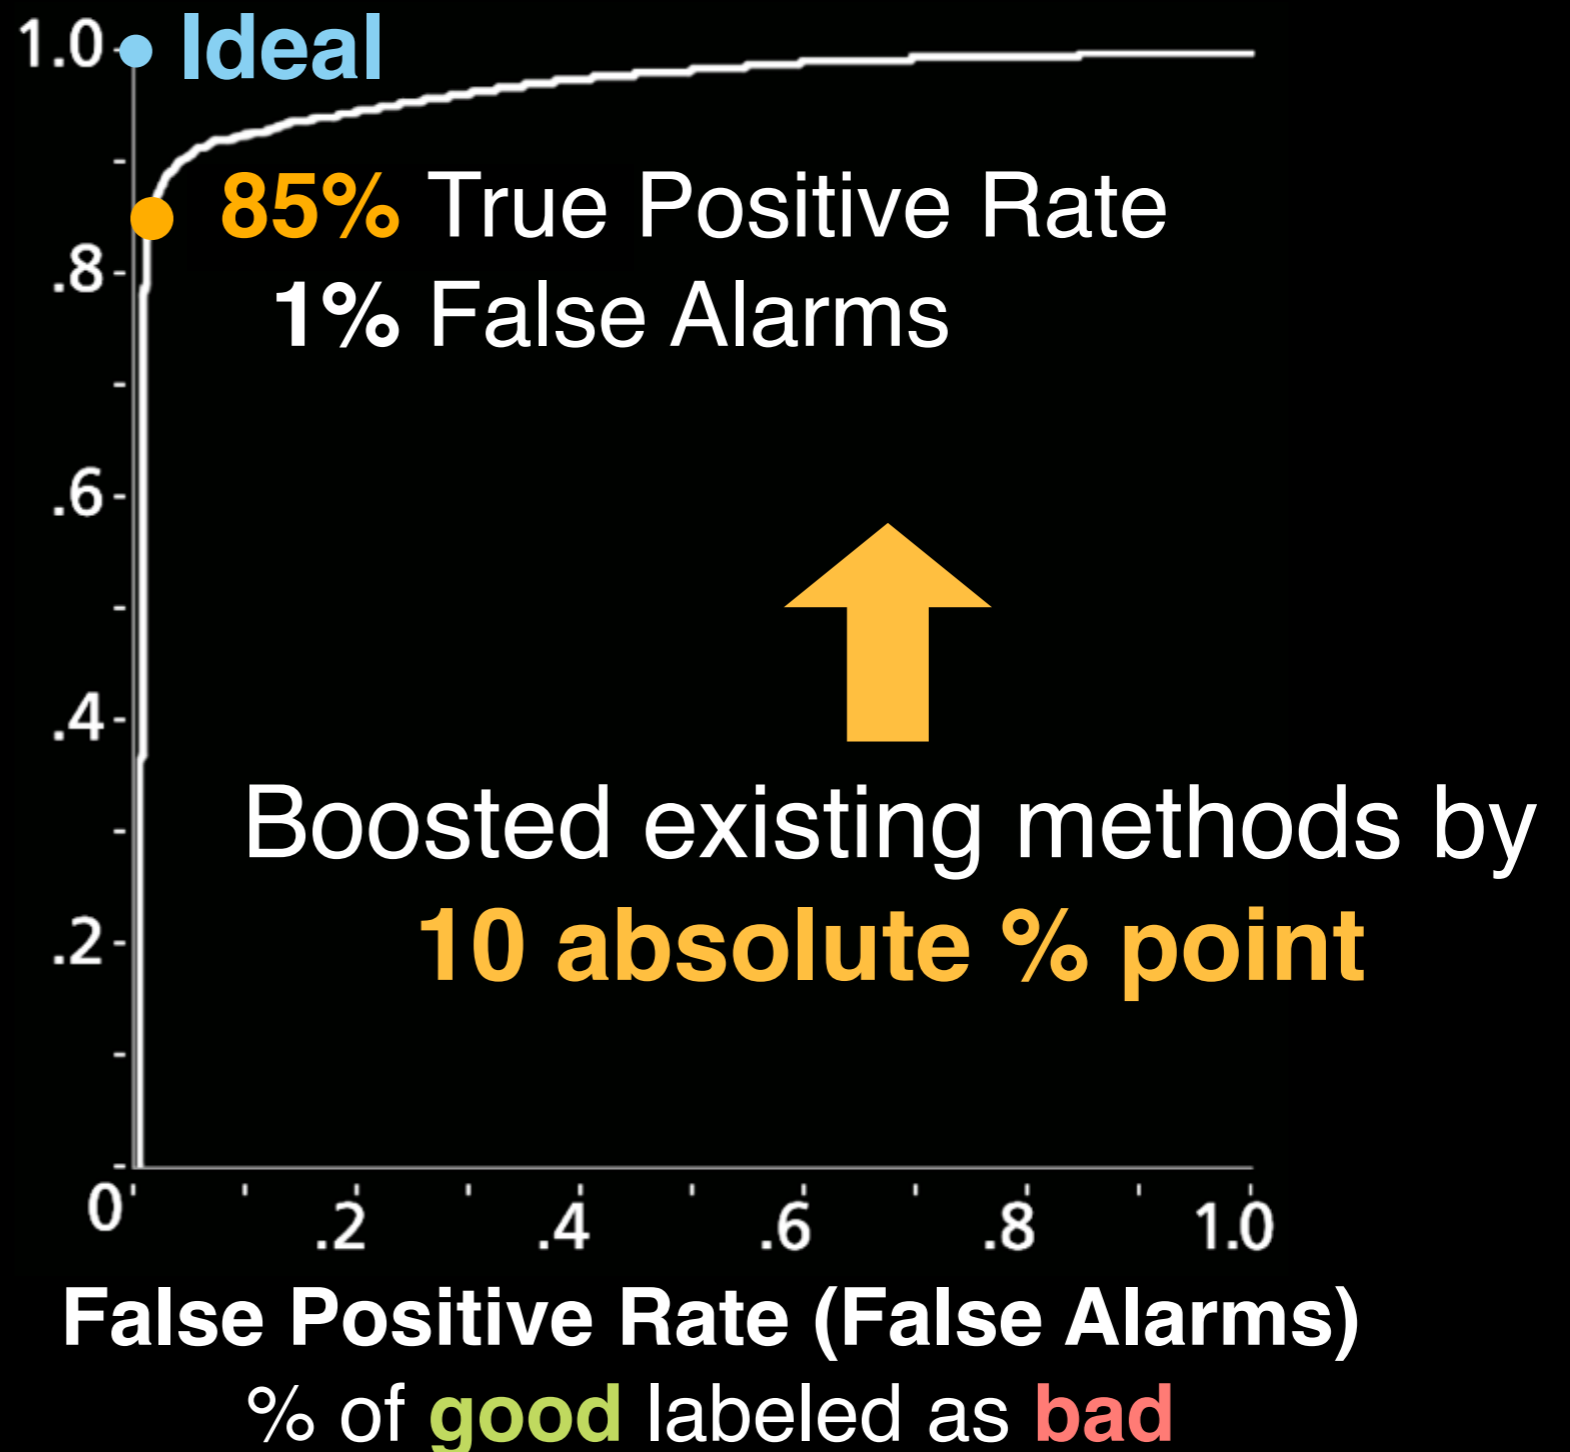 1.0 Ideal
85% True Positive Rate
.8
1% False Alarms
.6
.4
Boosted existing methods by
10 absolute % point
.2
0 .2 .4 .6 .8 1.0
False Positive Rate (False Alarms)
% of good labeled as bad